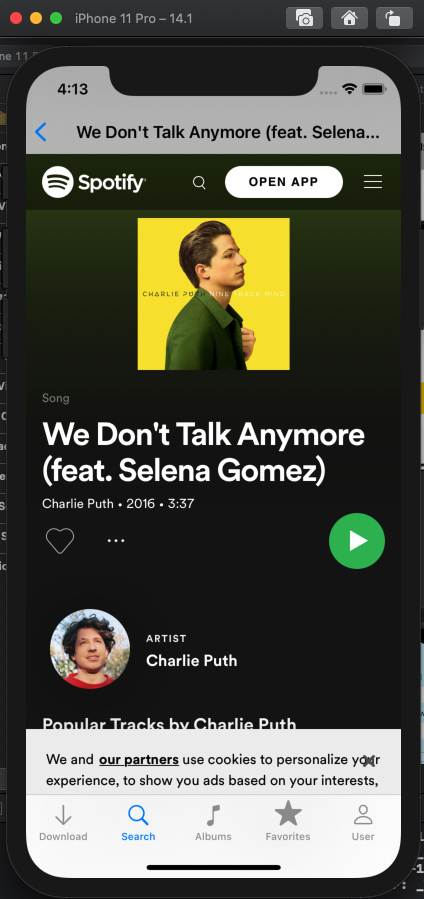 iPhone 11 Pro – 14.1
4:13
We Don't Talk Anymore (feat. Selena...
Spotify
OPEN APP
CHARLIE PUTH NINE TRACK MIND
Song
We Don't Talk Anymore
(feat. Selena Gomez)
Charlie Puth • 2016 • 3:37
ARTIST
Charlie Puth
Popular Tracks by Charlie Puth
We and our partners use cookies to personalize your
experience, to show you ads based on your interests,
Download
Search
Albums
Favorites
User